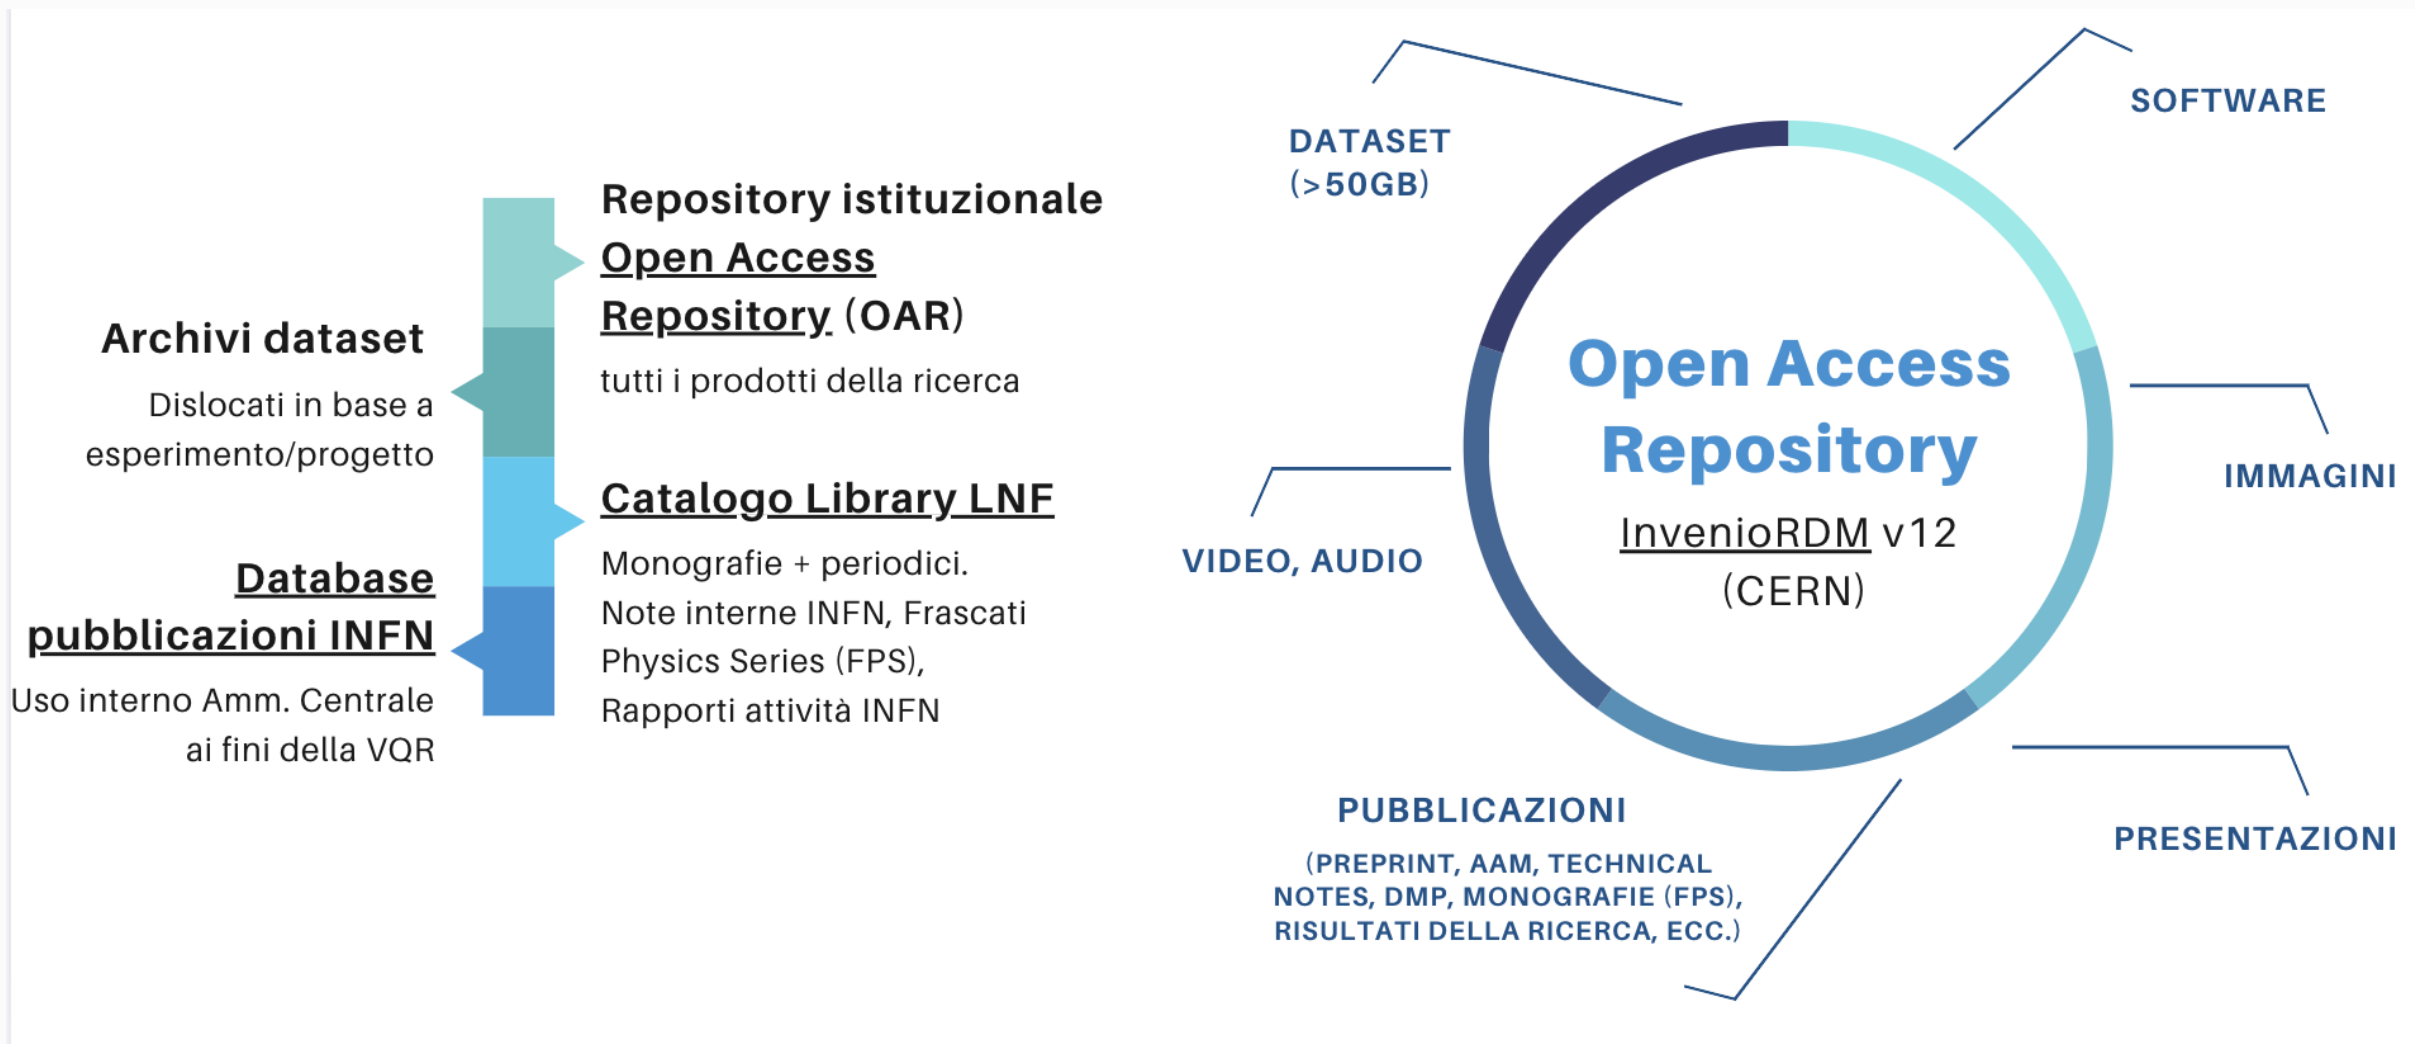 Repository istituzionale
Open Access
Repository (OAR)
tutti i prodotti della ricerca
Archivi dataset
Dislocati in base a
esperimento/progetto
Catalogo Library LNF
Monografie + periodici.
Note interne INFN, Frascati
Physics Series (FPS),
Rapporti attività INFN
Database
pubblicazioni INFN
Uso interno Amm. Centrale
ai fini della VQR
DATASET
(>50GB)
SOFTWARE
Open Access
Repository
InvenioRDM v12
(CERN)
IMMAGINI
VIDEO, AUDIO
PRESENTAZIONI
PUBBLICAZIONI
(PREPRINT, AAM, TECHNICAL
NOTES, DMP, MONOGRAFIE (FPS),
RISULTATI DELLA RICERCA, ECC.)